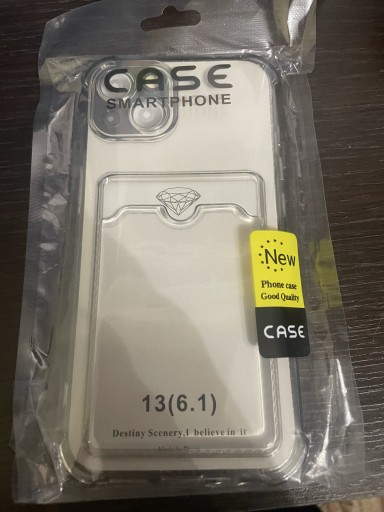 CASE
SMARTPHONE
New
Phone case
Good Quality
CASE
13(6.1)
Destiny Scenery,I believe in it